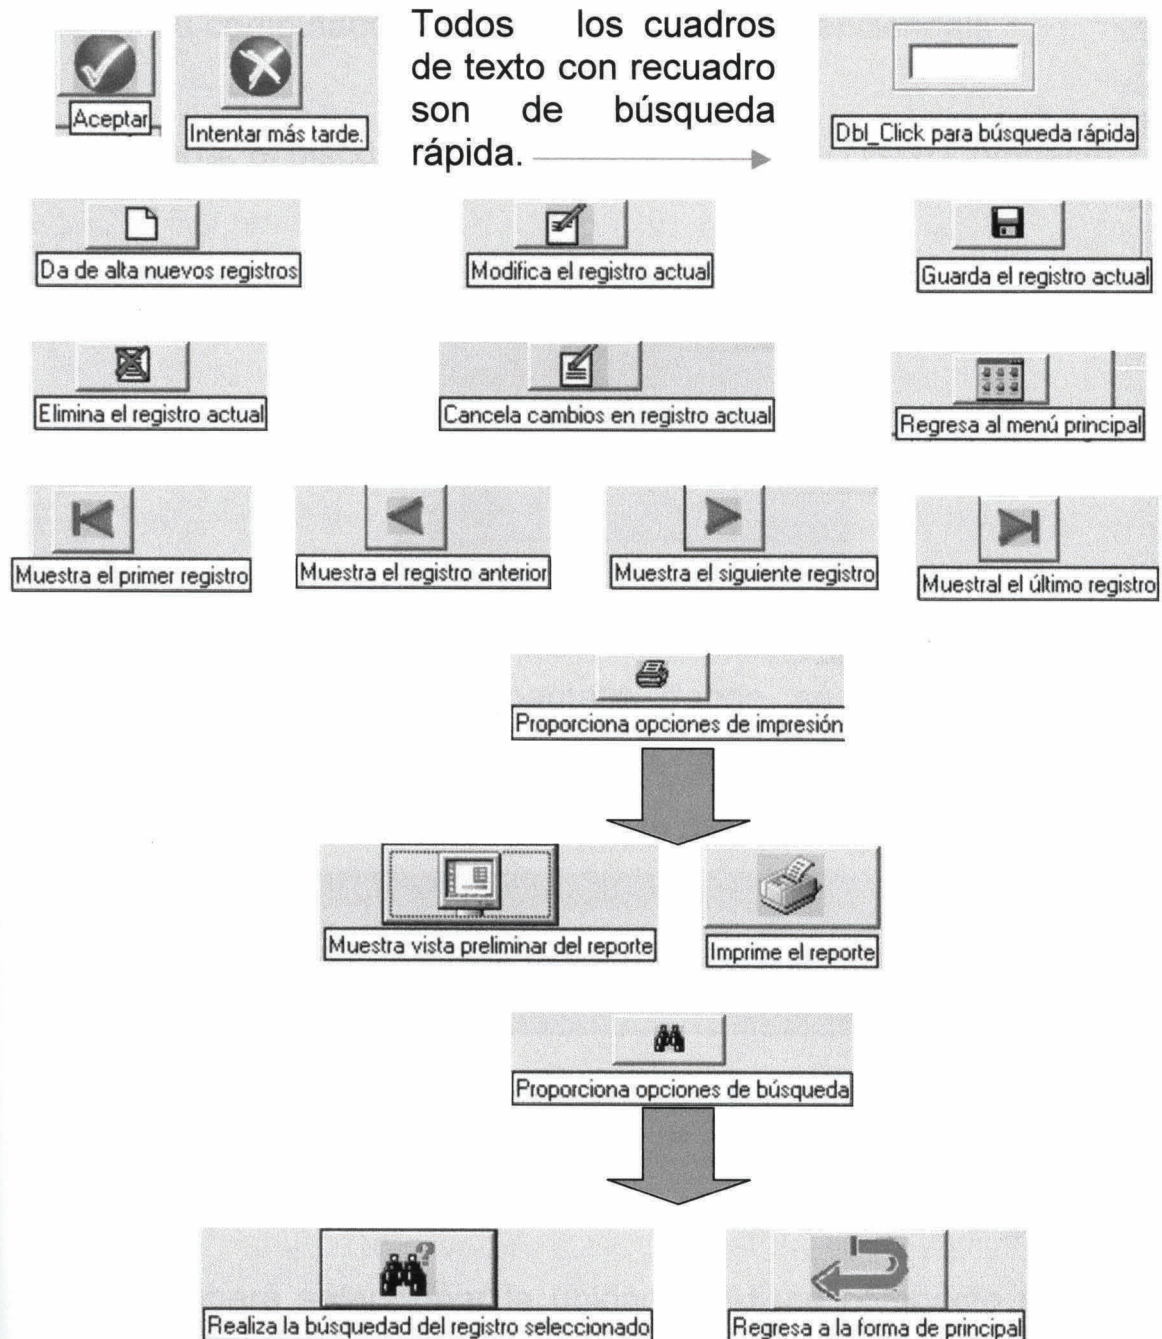 Todos los cuadros
de texto con recuadro
son de búsqueda
rápida.
Aceptar
Intentar más tarde.
Dbl_Click para búsqueda rápida
Da de alta nuevos registros
Modifica el registro actual
Guarda el registro actual
Elimina el registro actual
Cancela cambios en registro actual
Regresa al menú principal
Muestra el primer registro
Muestra el registro anterior
Muestra el siguiente registro
Muestral el último registro
Proporciona opciones de impresión
Muestra vista preliminar del reporte
Imprime el reporte
Proporciona opciones de búsqueda
Realiza la búsquedad del registro seleccionado
Regresa a la forma de principal